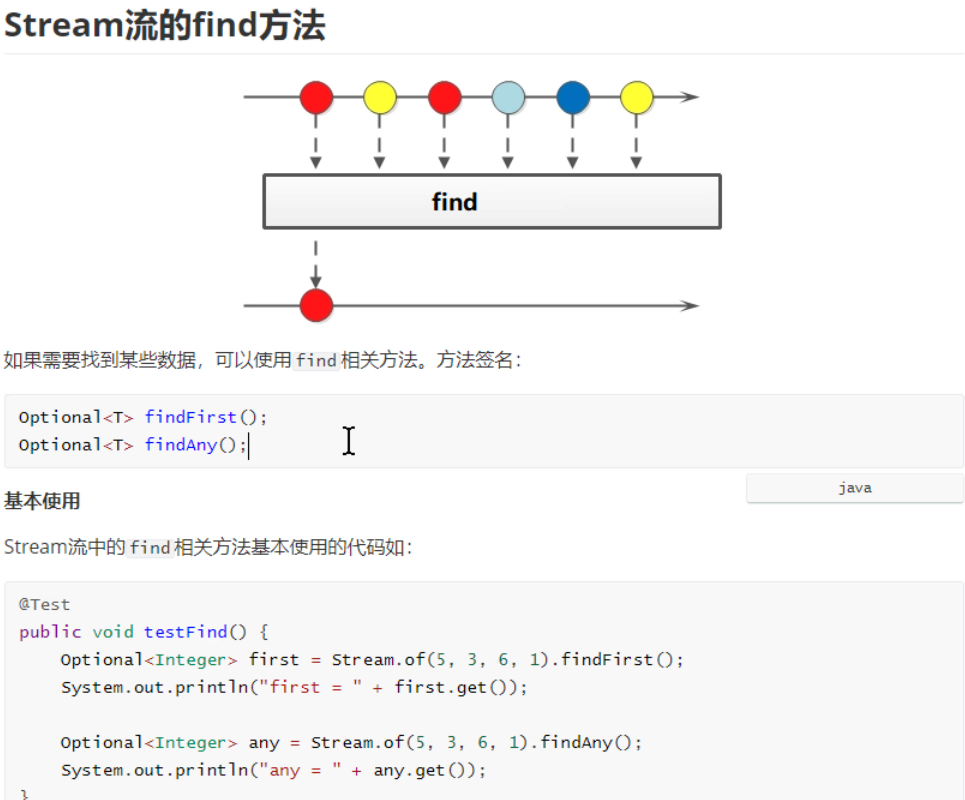 Stream流的find方法
find
如果需要找到某些数据，可以使用find相关方法。方法签名：
Optional<T> findFirst();
Optional<T> findAny();
java
基本使用
Stream流中的find相关方法基本使用的代码如：
@Test
public void testFind() {
    Optional<Integer> first = Stream.of(5, 3, 6, 1).findFirst();
    System.out.println("first = " + first.get());
    Optional<Integer> any = Stream.of(5, 3, 6, 1).findAny();
    System.out.println("any = " + any.get());
}